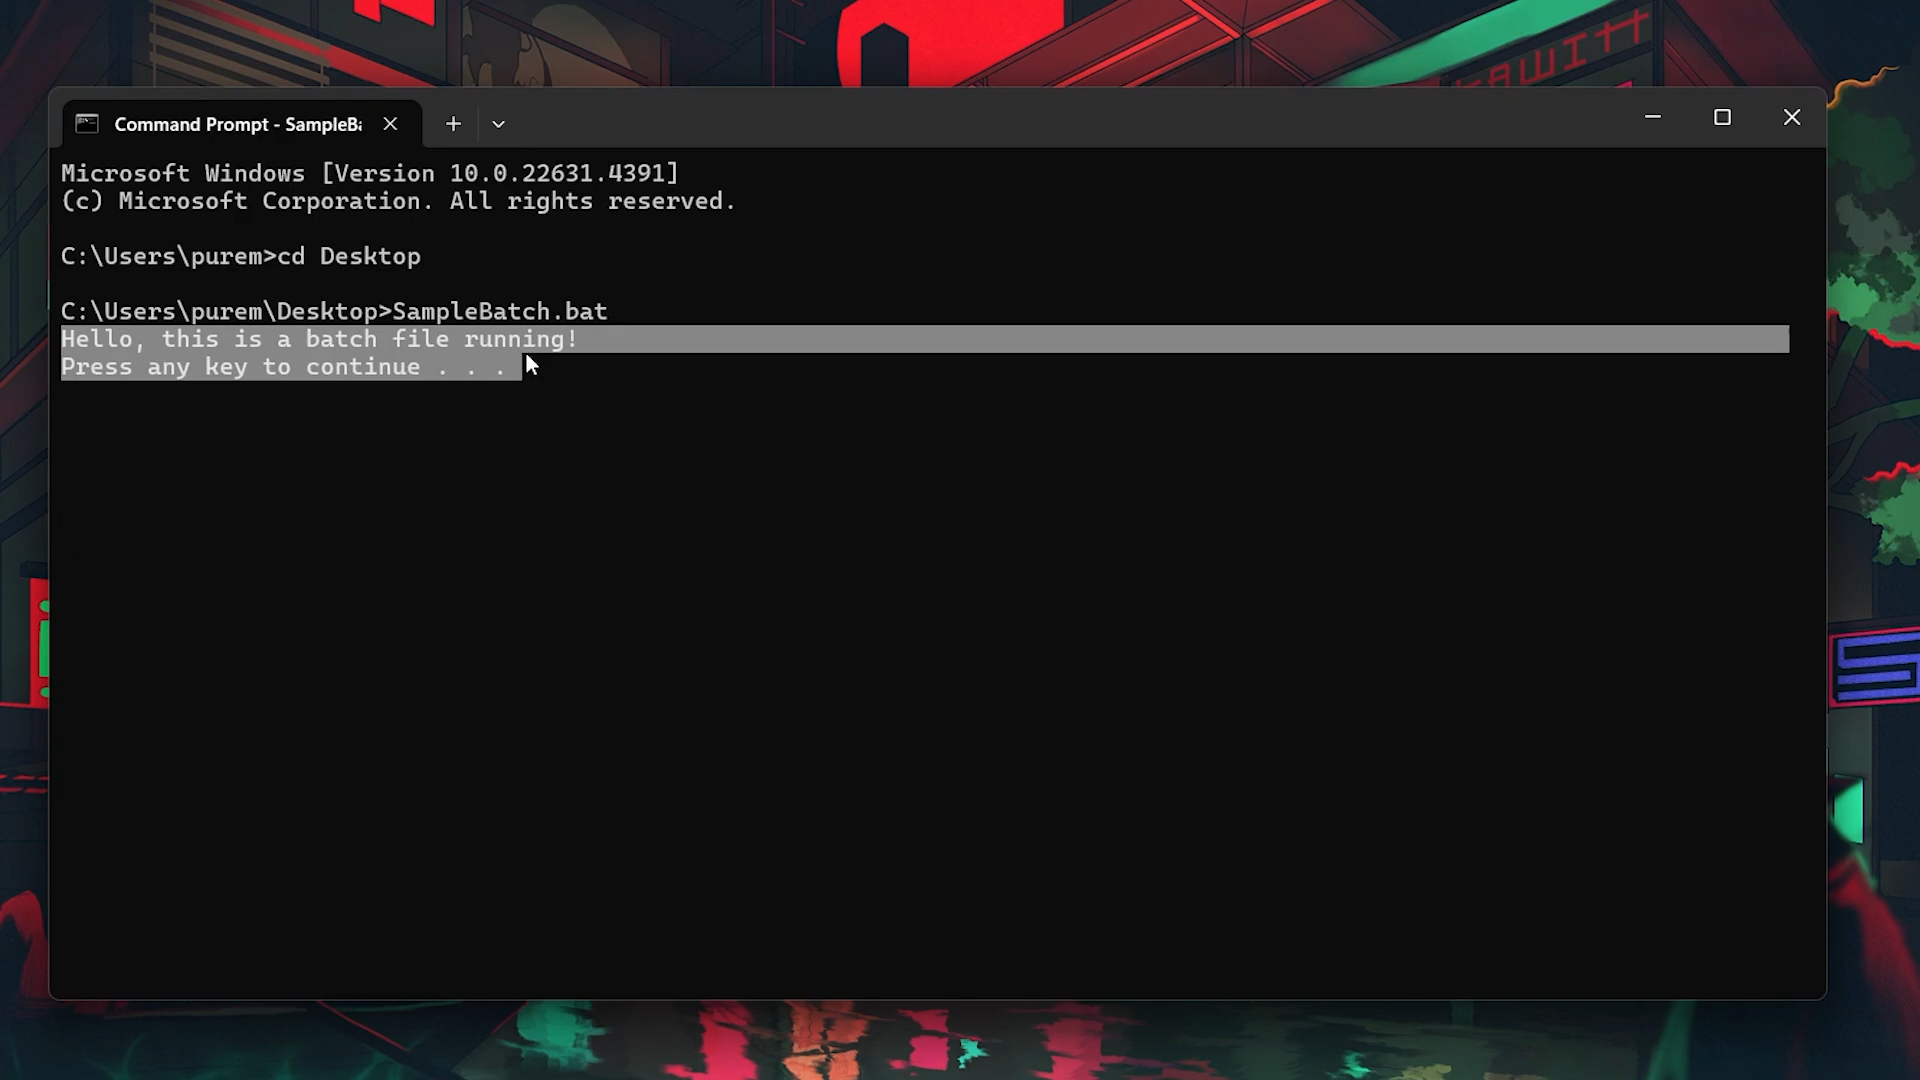 Command Prompt - SampleBa
Microsoft Windows [Version 10.0.22631.4391]
(c) Microsoft Corporation. All rights reserved.
C:\Users\purem>cd Desktop
C:\Users\purem\Desktop>SampleBatch.bat
Hello, this is a batch file running!
Press any key to continue . . .